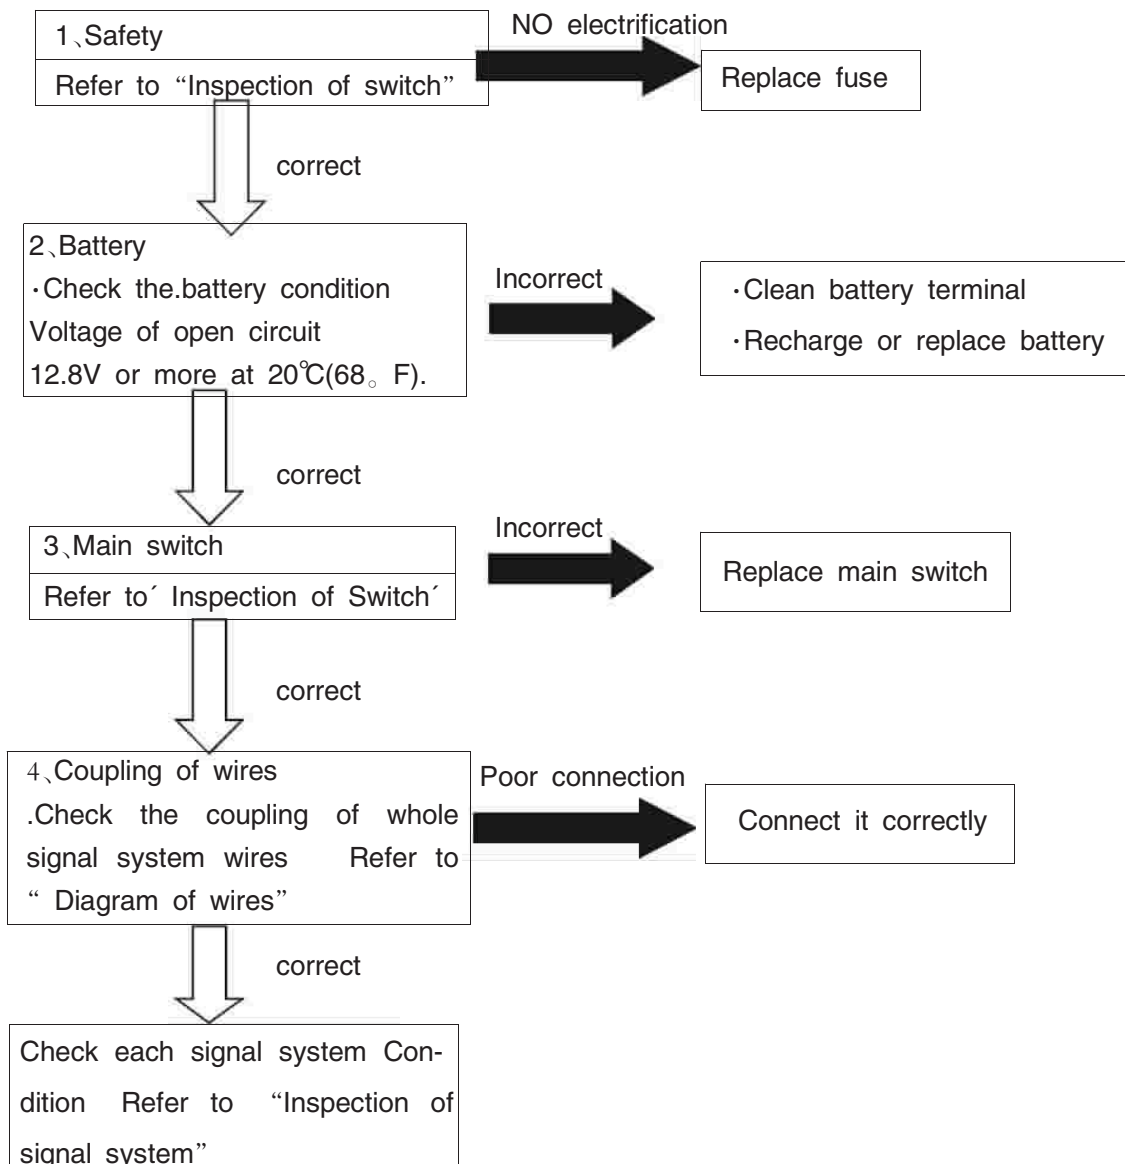 1、Safety
NO electrification
Refer to “Inspection of switch”
Replace fuse
correct
2、Battery
·Check the.battery condition
Voltage of open circuit
12.8V or more at 20℃(68。F).
Incorrect
·Clean battery terminal
·Recharge or replace battery
correct
3、Main switch
Refer to´ Inspection of Switch´
Incorrect
Replace main switch
correct
4、Coupling of wires
.Check the coupling of whole
signal system wires Refer to
“ Diagram of wires”
Poor connection
Connect it correctly
correct
Check each signal system Con-
dition Refer to “Inspection of
signal system”